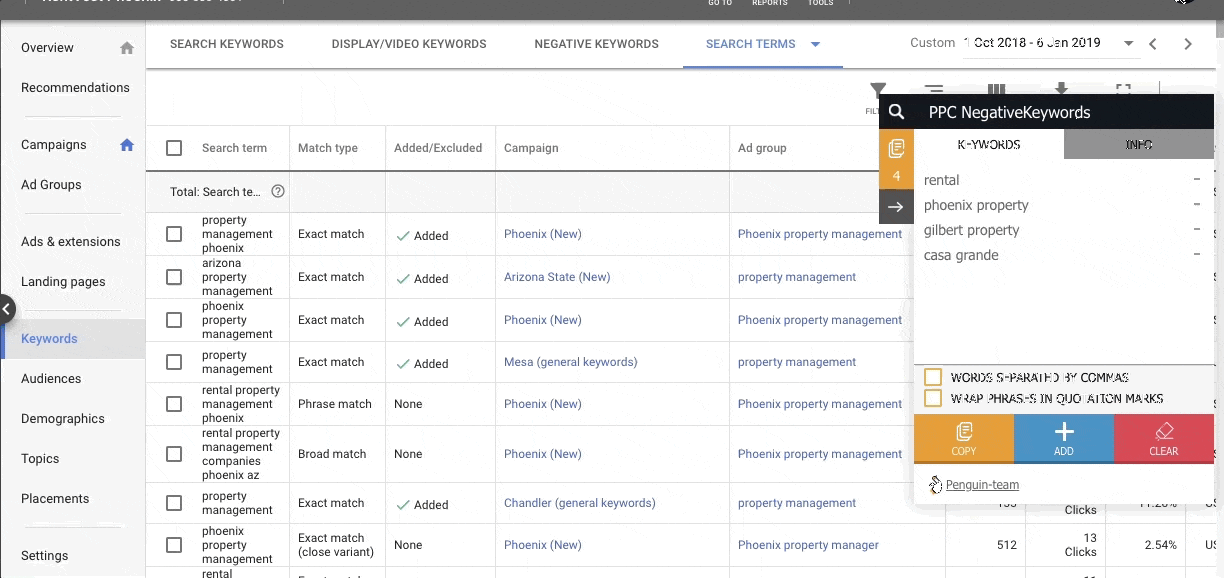 GO TO REPORTS TOOLS
Overview
Recommendations
Campaigns
Ad Groups
Ads & extensions
Landing pages
Keywords
Audiences
Demographics
Topics
Placements
Settings
SEARCH KEYWORDS DISPLAY/VIDEO KEYWORDS NEGATIVE KEYWORDS SEARCH TERMS Custom 1 Oct 2018 - 6 Jan 2019
Search term Match type Added/Excluded Campaign Ad group
Total: Search te...
property
management
phoenix
Exact match Added Phoenix (New) Phoenix property management
arizona
property
management
Exact match Added Arizona State (New) property management
phoenix
property
management
Exact match Added Phoenix (New) Phoenix property management
property
management
Exact match Added Mesa (general keywords) property management
rental property
management
phoenix
Phrase match None Phoenix (New) Phoenix property management
rental property
management
companies
phoenix az
Broad match None Phoenix (New) Phoenix property management
property
management
Exact match Added Chandler (general keywords) property management
Clicks
phoenix
property
management
Exact match
(close variant)
None Phoenix (New) Phoenix property manager 512
13
Clicks
2.54%
rental
PPC NegativeKeywords
KEYWORDS INFO
4
rental -
phoenix property -
gilbert property -
casa grande -
WORDS SEPARATED BY COMMAS
WRAP PHRASES IN QUOTATION MARKS
COPY ADD CLEAR
Penguin-team